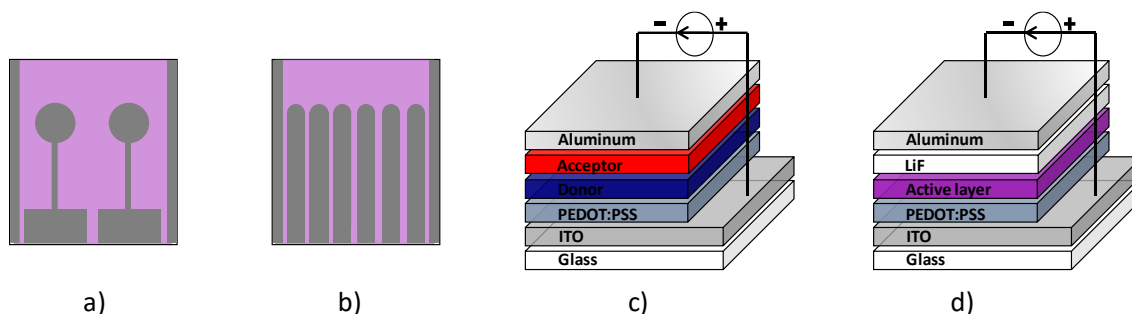 - +
Aluminum
Acceptor
Donor
PEDOT:PSS
ITO
Glass
- +
Aluminum
LiF
Active layer
PEDOT:PSS
ITO
Glass
a) b) c) d)